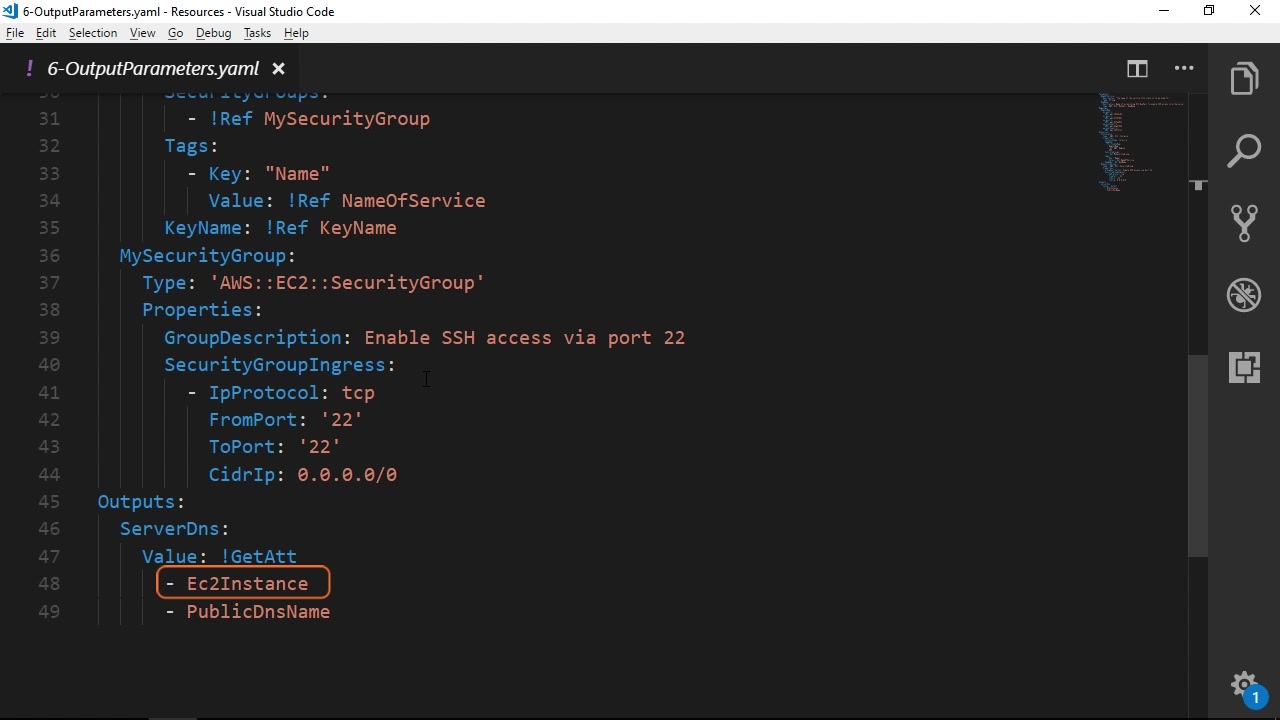 6-OutputParameters.yaml - Resources - Visual Studio Code
File Edit Selection View Go Debug Tasks Help
! 6-OutputParameters.yaml
30 SecurityGroups:
31 - !Ref MySecurityGroup
32 Tags:
33 - Key: "Name"
34 Value: !Ref NameOfService
35 KeyName: !Ref KeyName
36 MySecurityGroup:
37 Type: 'AWS::EC2::SecurityGroup'
38 Properties:
39 GroupDescription: Enable SSH access via port 22
40 SecurityGroupIngress:
41 - IpProtocol: tcp
42 FromPort: '22'
43 ToPort: '22'
44 CidrIp: 0.0.0.0/0
45 Outputs:
46 ServerDns:
47 Value: !GetAtt
48 - Ec2Instance
49 - PublicDnsName
1